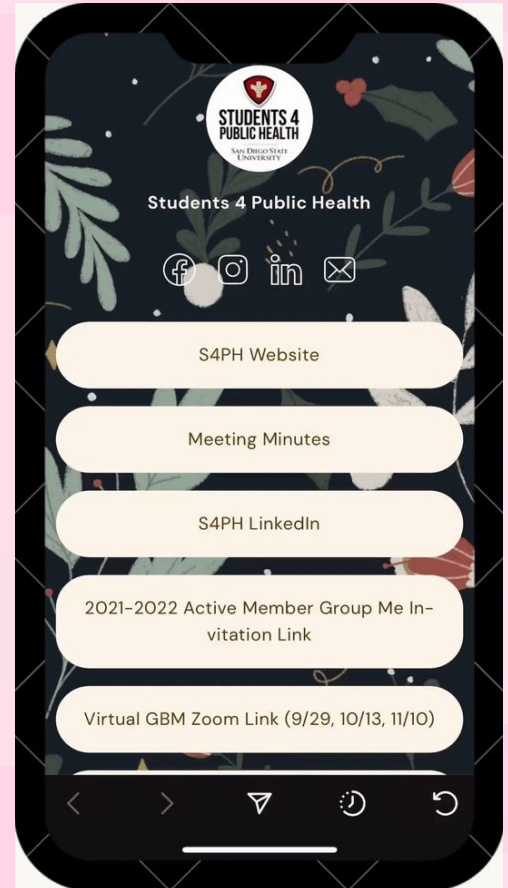 STUDENTS 4
PUBLIC HEALTH
SAN DIEGO STATE
UNIVERSITY
Students 4 Public Health
in
S4PH Website
Meeting Minutes
S4PH LinkedIn
2021-2022 Active Member Group Me In-
vitation Link
Virtual GBM Zoom Link (9/29, 10/13, 11/10)